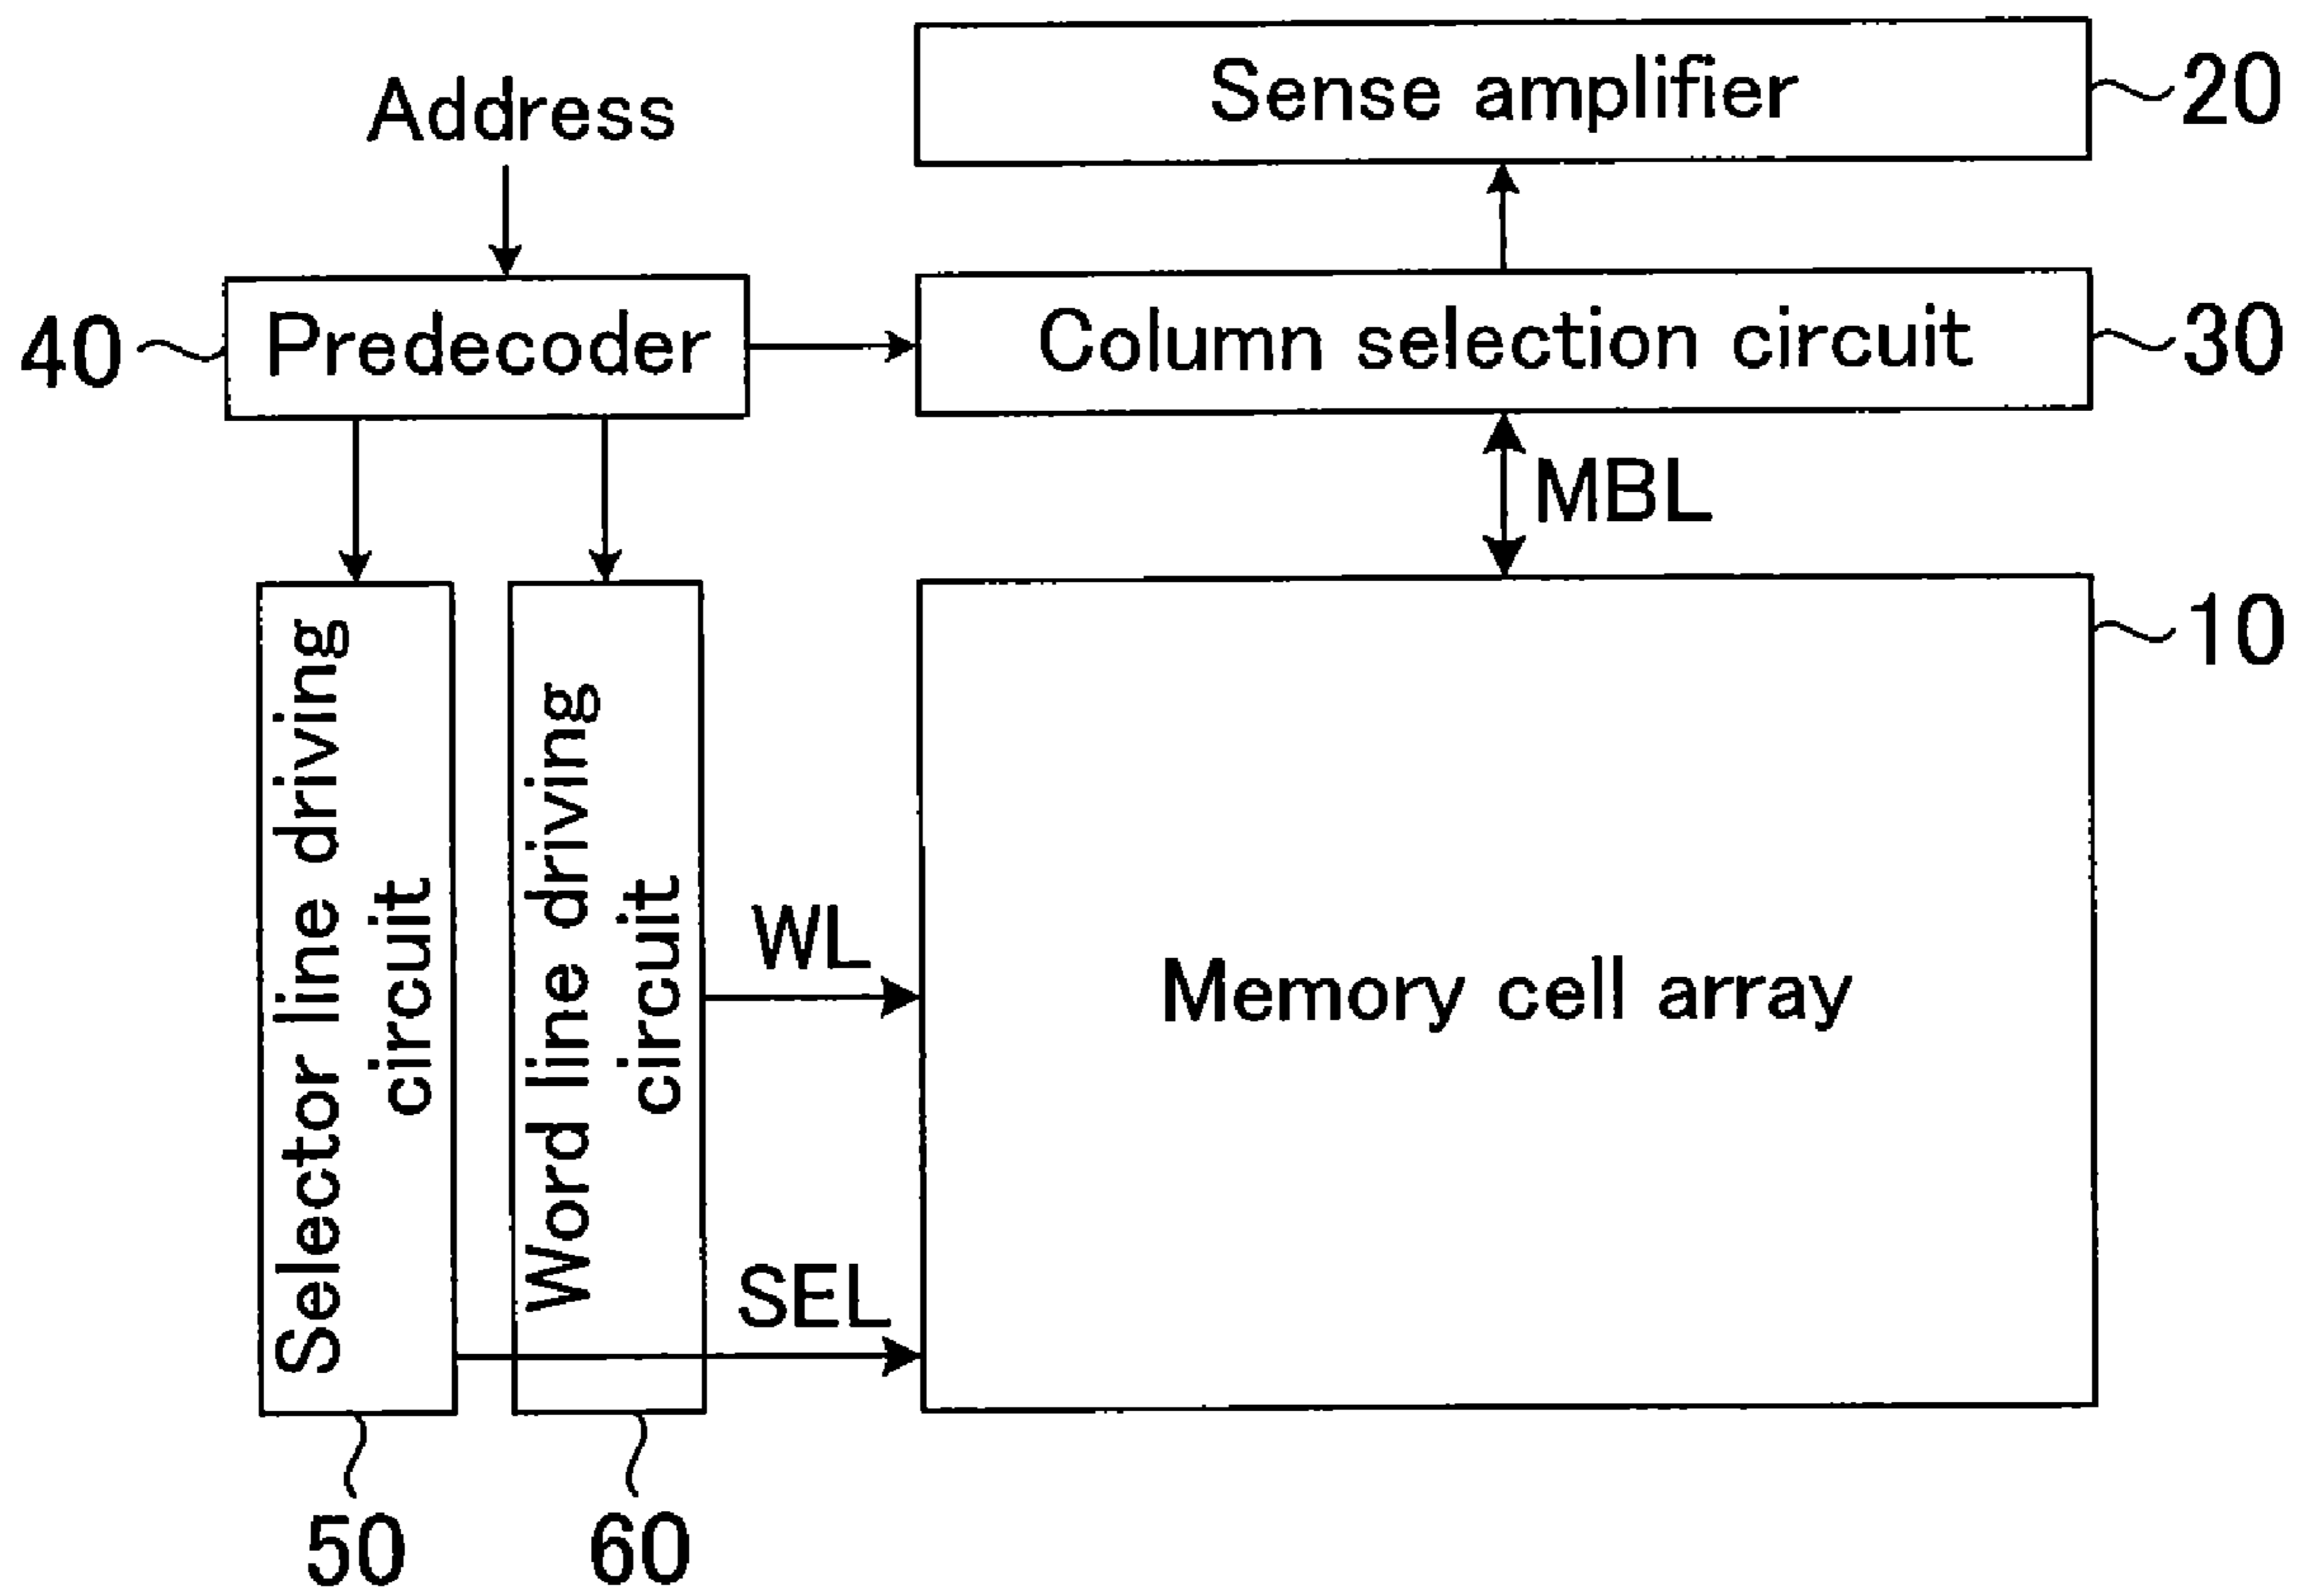 Address
Sense amplifier
20
40
Predecoder
Column selection circuit
30
MBL
10
Selector line driving
circuit
Word line driving
circuit
WL
SEL
Memory cell array
50
60